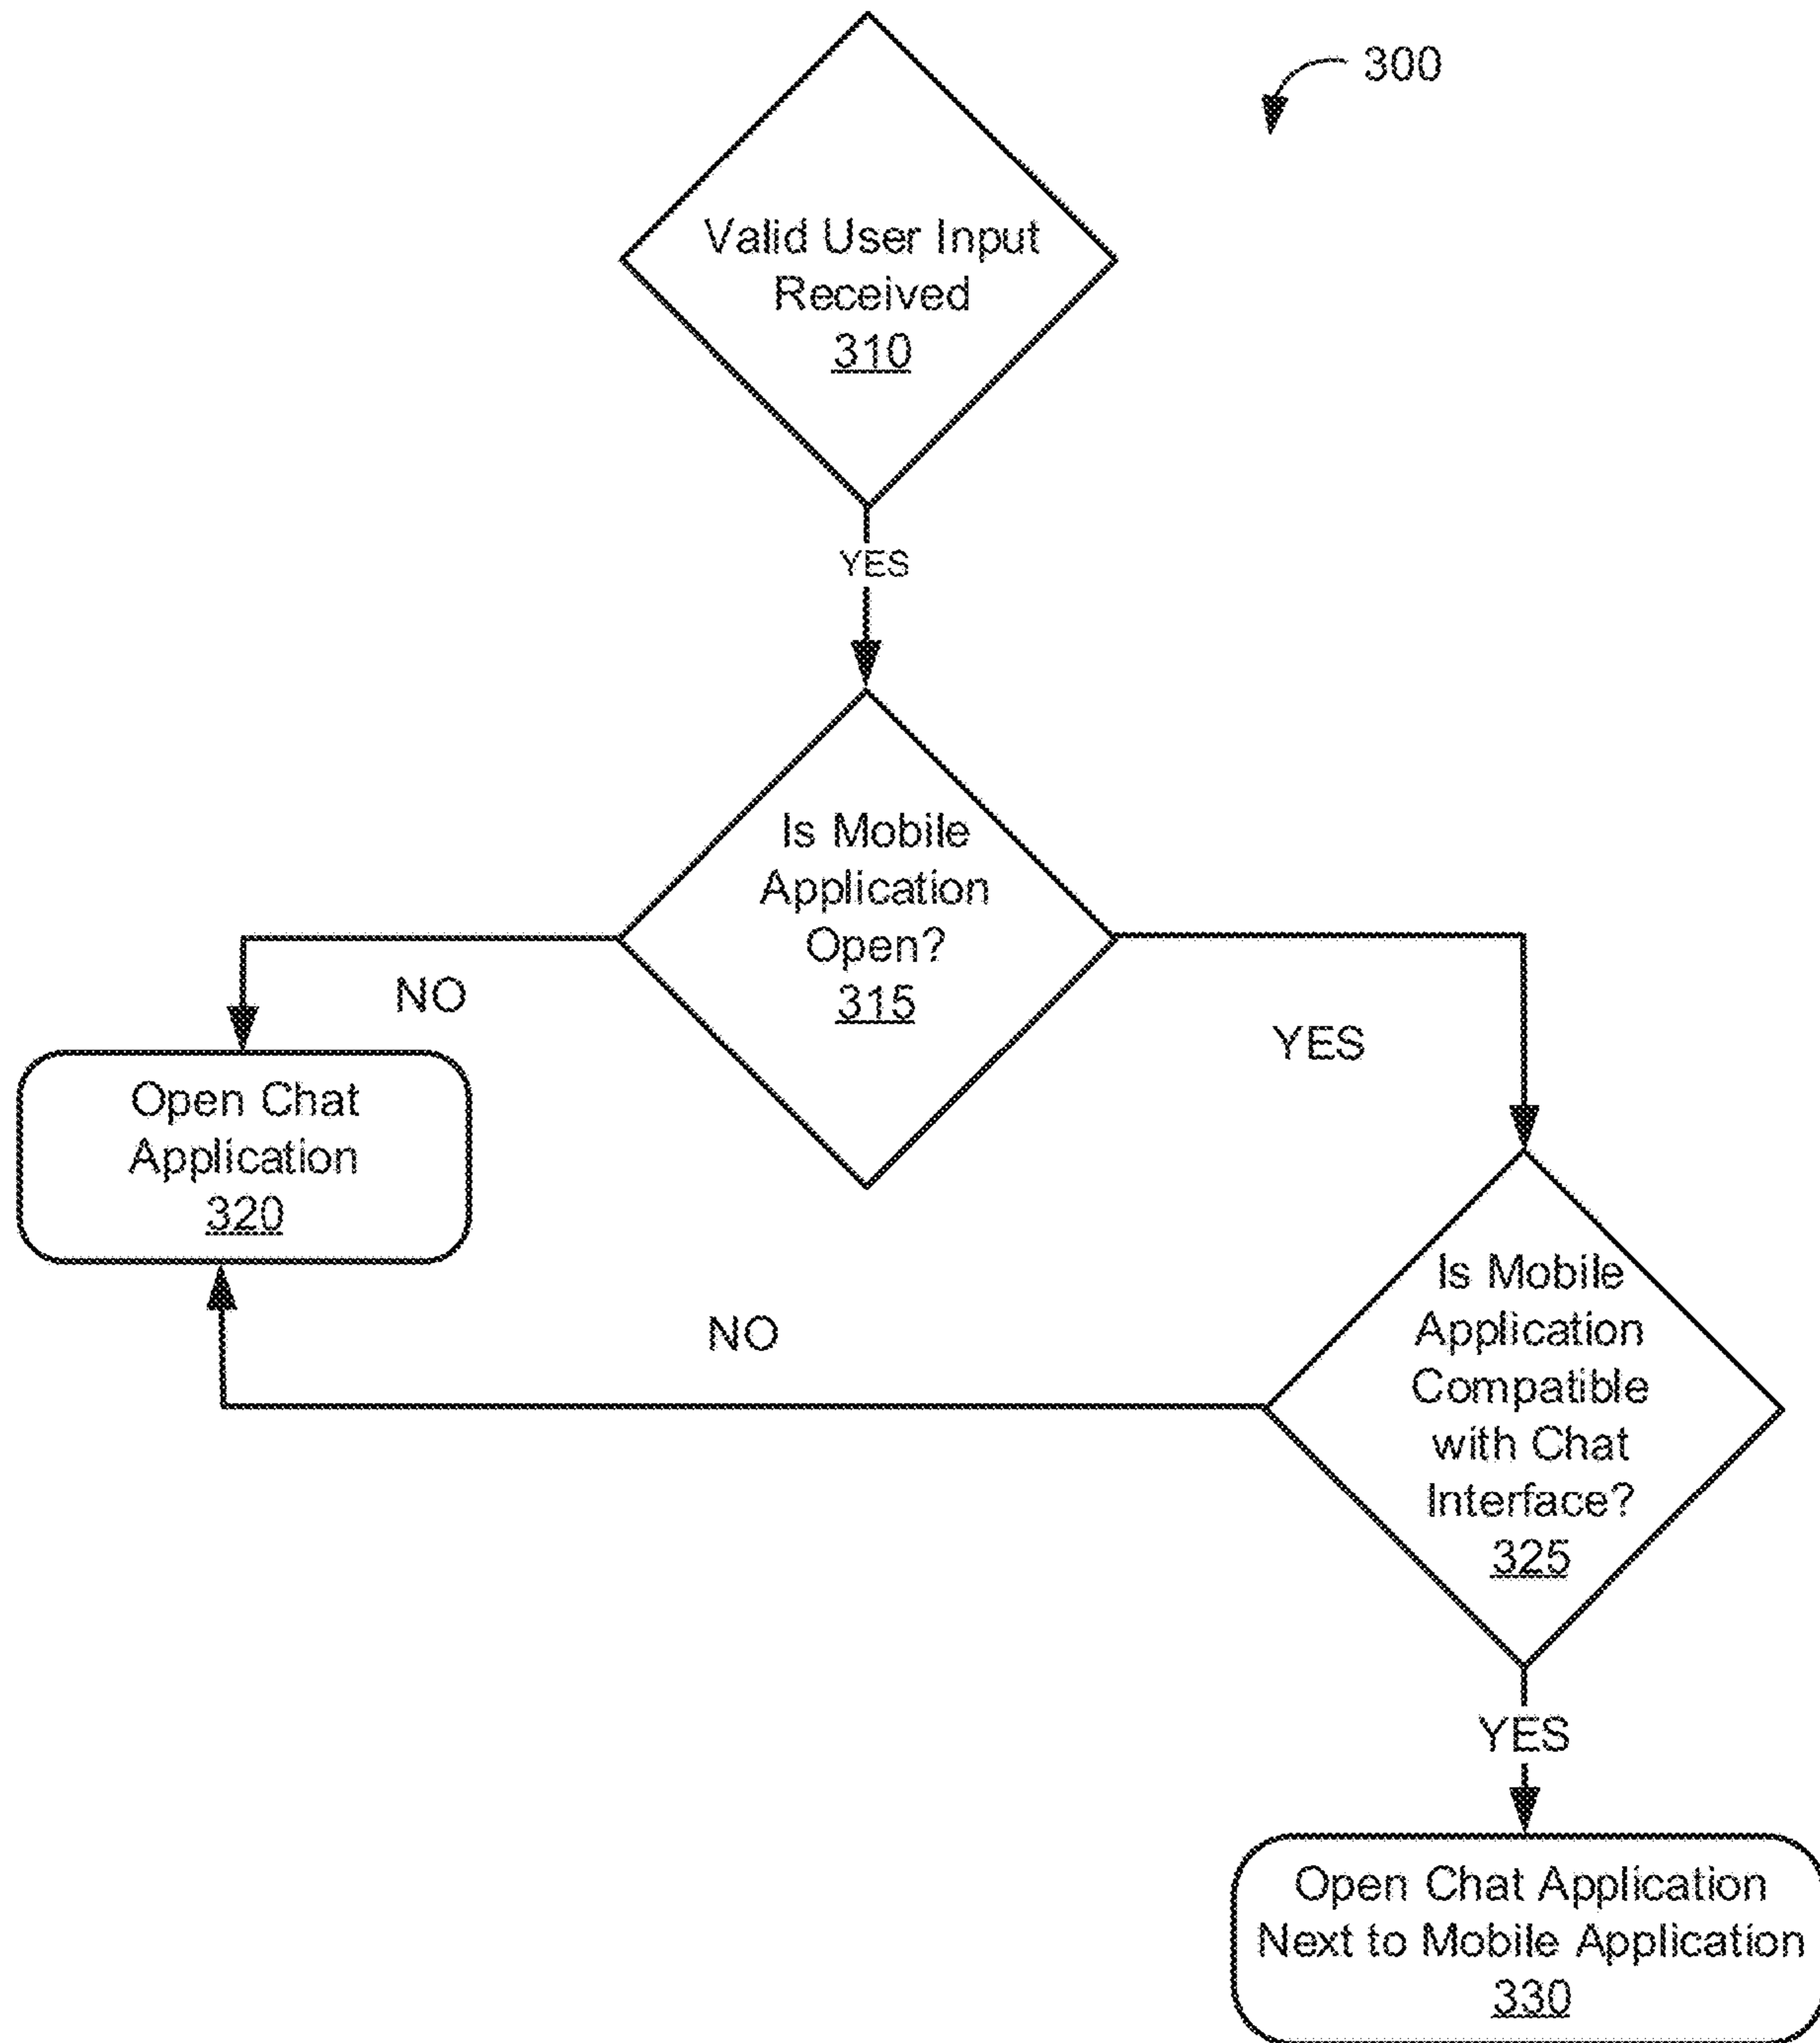 300
Valid User Input
Received
310
YES
Is Mobile
Application
Open?
315
NO
YES
Open Chat
Application
320
Is Mobile
Application
Compatible
with Chat
Interface?
325
NO
YES
Open Chat Application
Next to Mobile Application
330